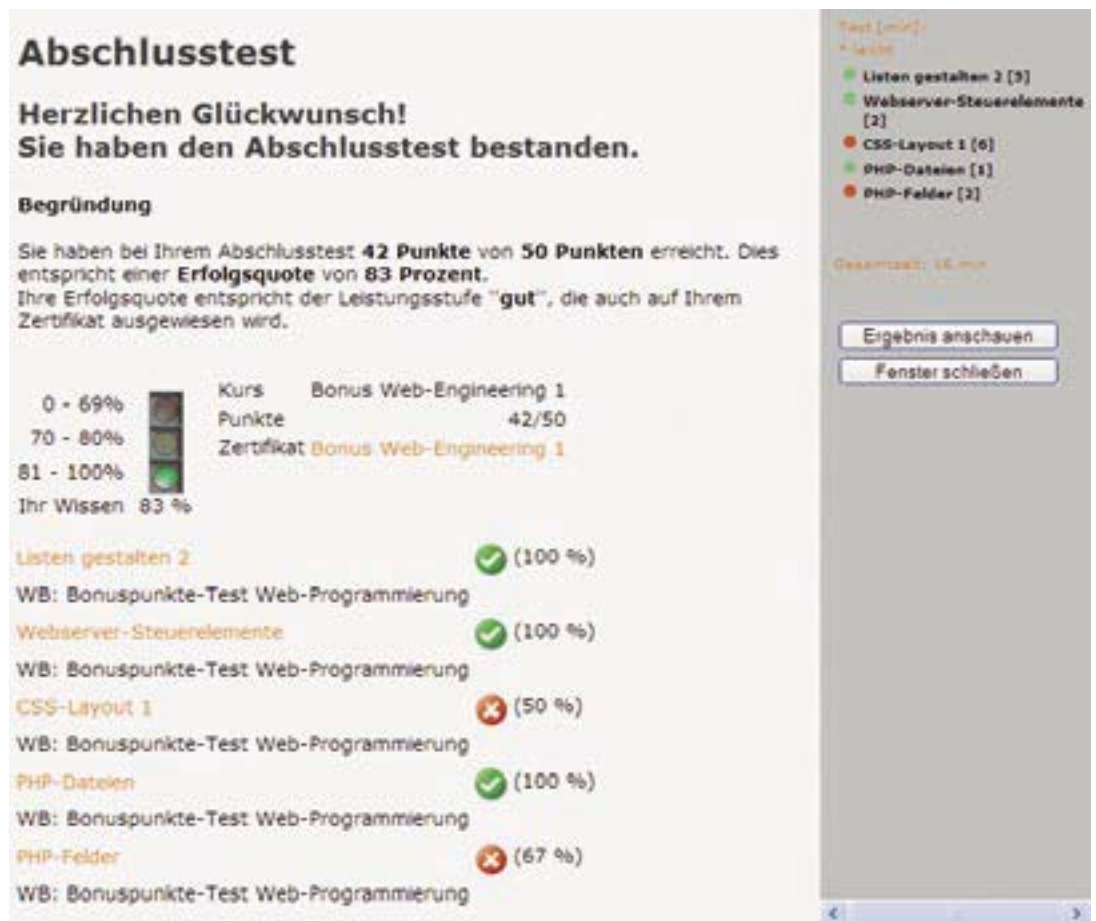 Abschlusstest
Herzlichen Glückwunsch!
Sie haben den Abschlusstest bestanden.
Begründung
Sie haben bei Ihrem Abschlusstest 42 Punkte von 50 Punkten erreicht. Dies
entspricht einer Erfolgsquote von 83 Prozent.
Ihre Erfolgsquote entspricht der Leistungsstufe "gut", die auch auf Ihrem
Zertifikat ausgewiesen wird.
0 - 69%
70 - 80%
81 - 100%
Ihr Wissen 83 %
Kurs Bonus Web-Engineering 1
Punkte 42/50
Zertifikat Bonus Web-Engineering 1
Listen gestalten 2 (100 %)
WB: Bonuspunkte-Test Web-Programmierung
Webserver-Steuerelemente (100 %)
WB: Bonuspunkte-Test Web-Programmierung
CSS-Layout 1 (50 %)
WB: Bonuspunkte-Test Web-Programmierung
PHP-Dateien (100 %)
WB: Bonuspunkte-Test Web-Programmierung
PHP-Felder (67 %)
WB: Bonuspunkte-Test Web-Programmierung
Test [min]:
Listen gestalten 2 [5]
Webserver-Steuerelemente
[2]
CSS-Layout 1 [6]
PHP-Dateien [1]
PHP-Felder [2]
Gesamtzeit: 16 min
Ergebnis anschauen
Fenster schließen